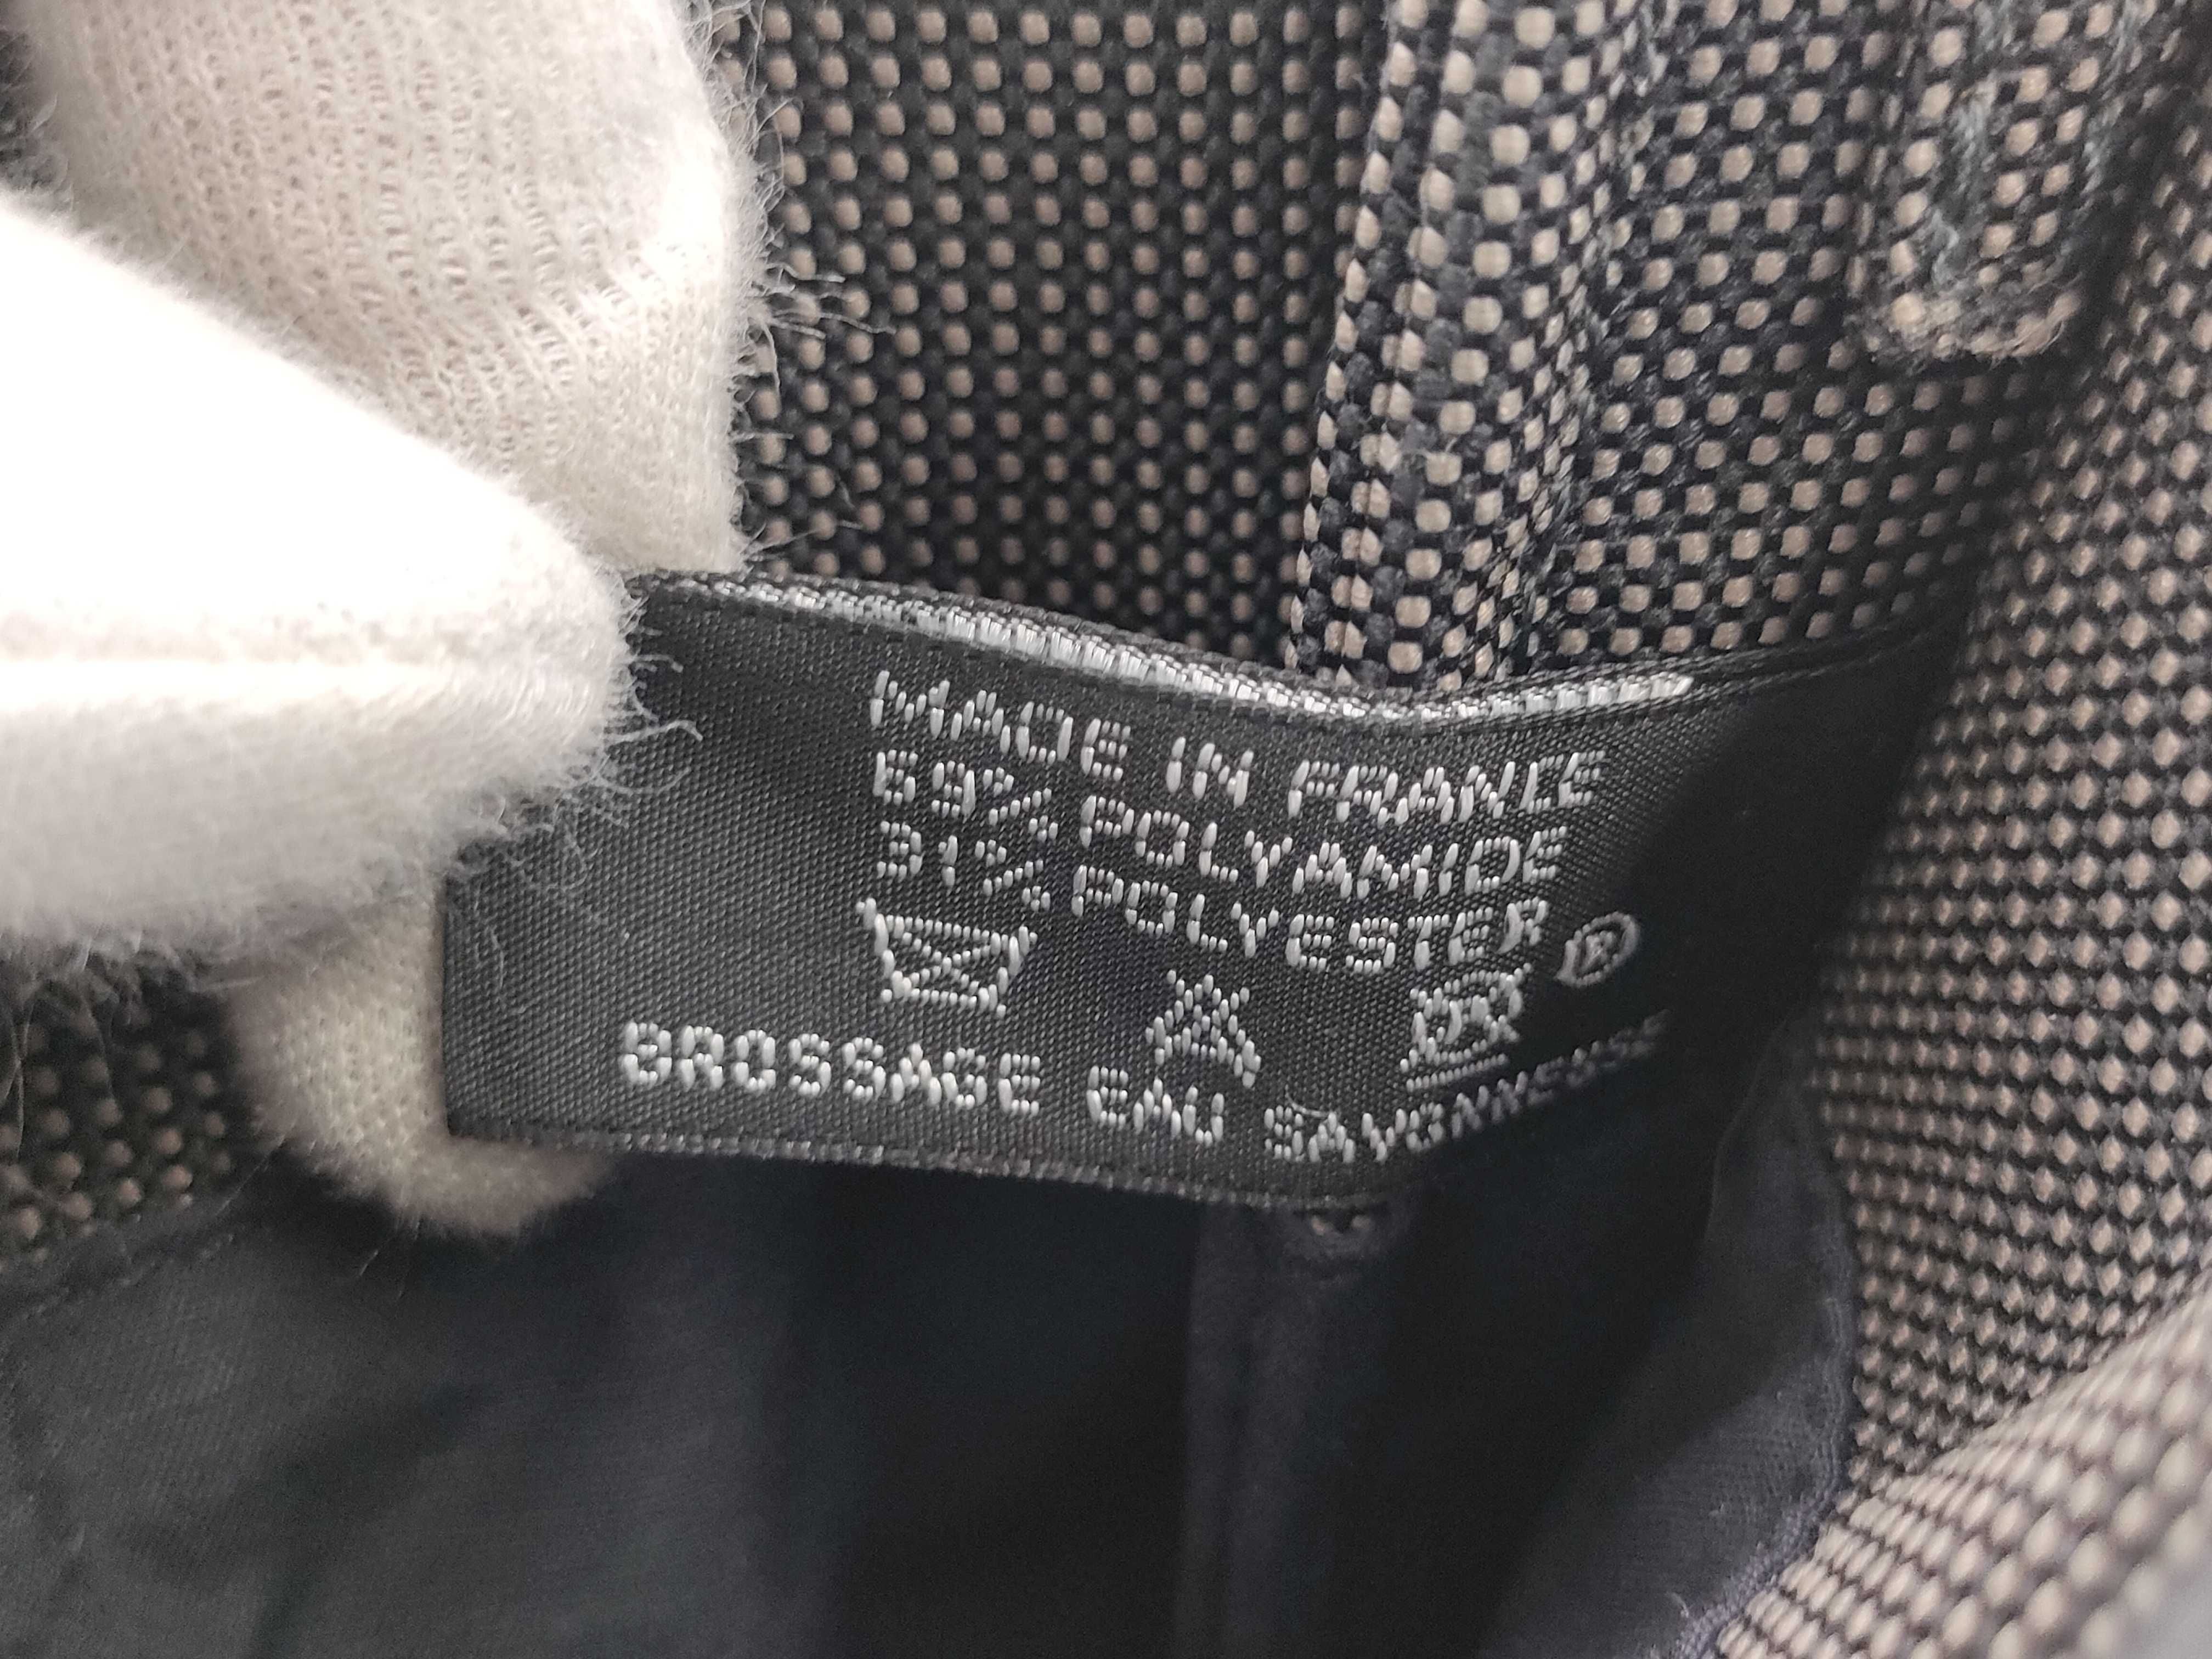 MADE IN FRANCE
69% POLYAMIDE
31% POLYESTER
®
BROSSAGE EAU SAVONNEUSE